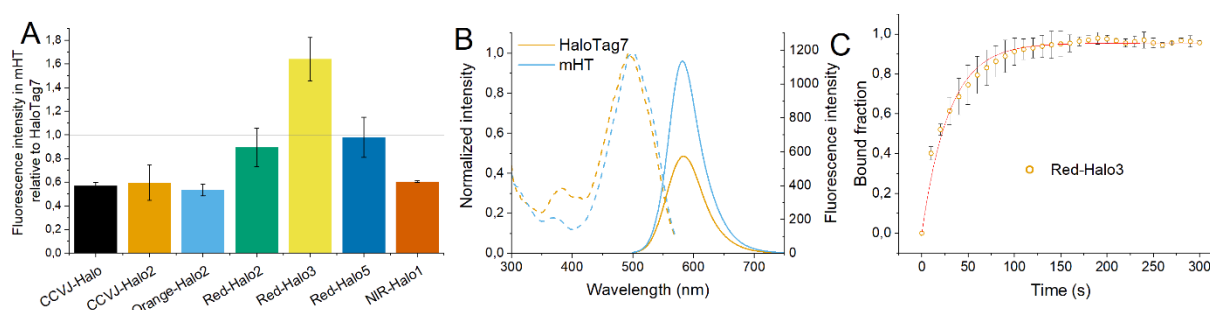 A
Fluorescence intensity in mHT
relative to HaloTag7
1,8
1,6
1,4
1,2
1,0
0,8
0,6
0,4
0,2
0,0
CCVJ-Halo
CCVJ-Halo2
Orange-Halo2
Red-Halo2
Red-Halo3
Red-Halo5
NIR-Halo1
B
HaloTag7
mHT
Normalized intensity
1,0
0,8
0,6
0,4
0,2
0,0
300
400
500
600
700
Wavelength (nm)
1200
1000
800
600
400
200
0
Fluorescence intensity
C
Bound fraction
1,0
0,8
0,6
0,4
0,2
0,0
Red-Halo3
0
50
100
150
200
250
300
Time (s)